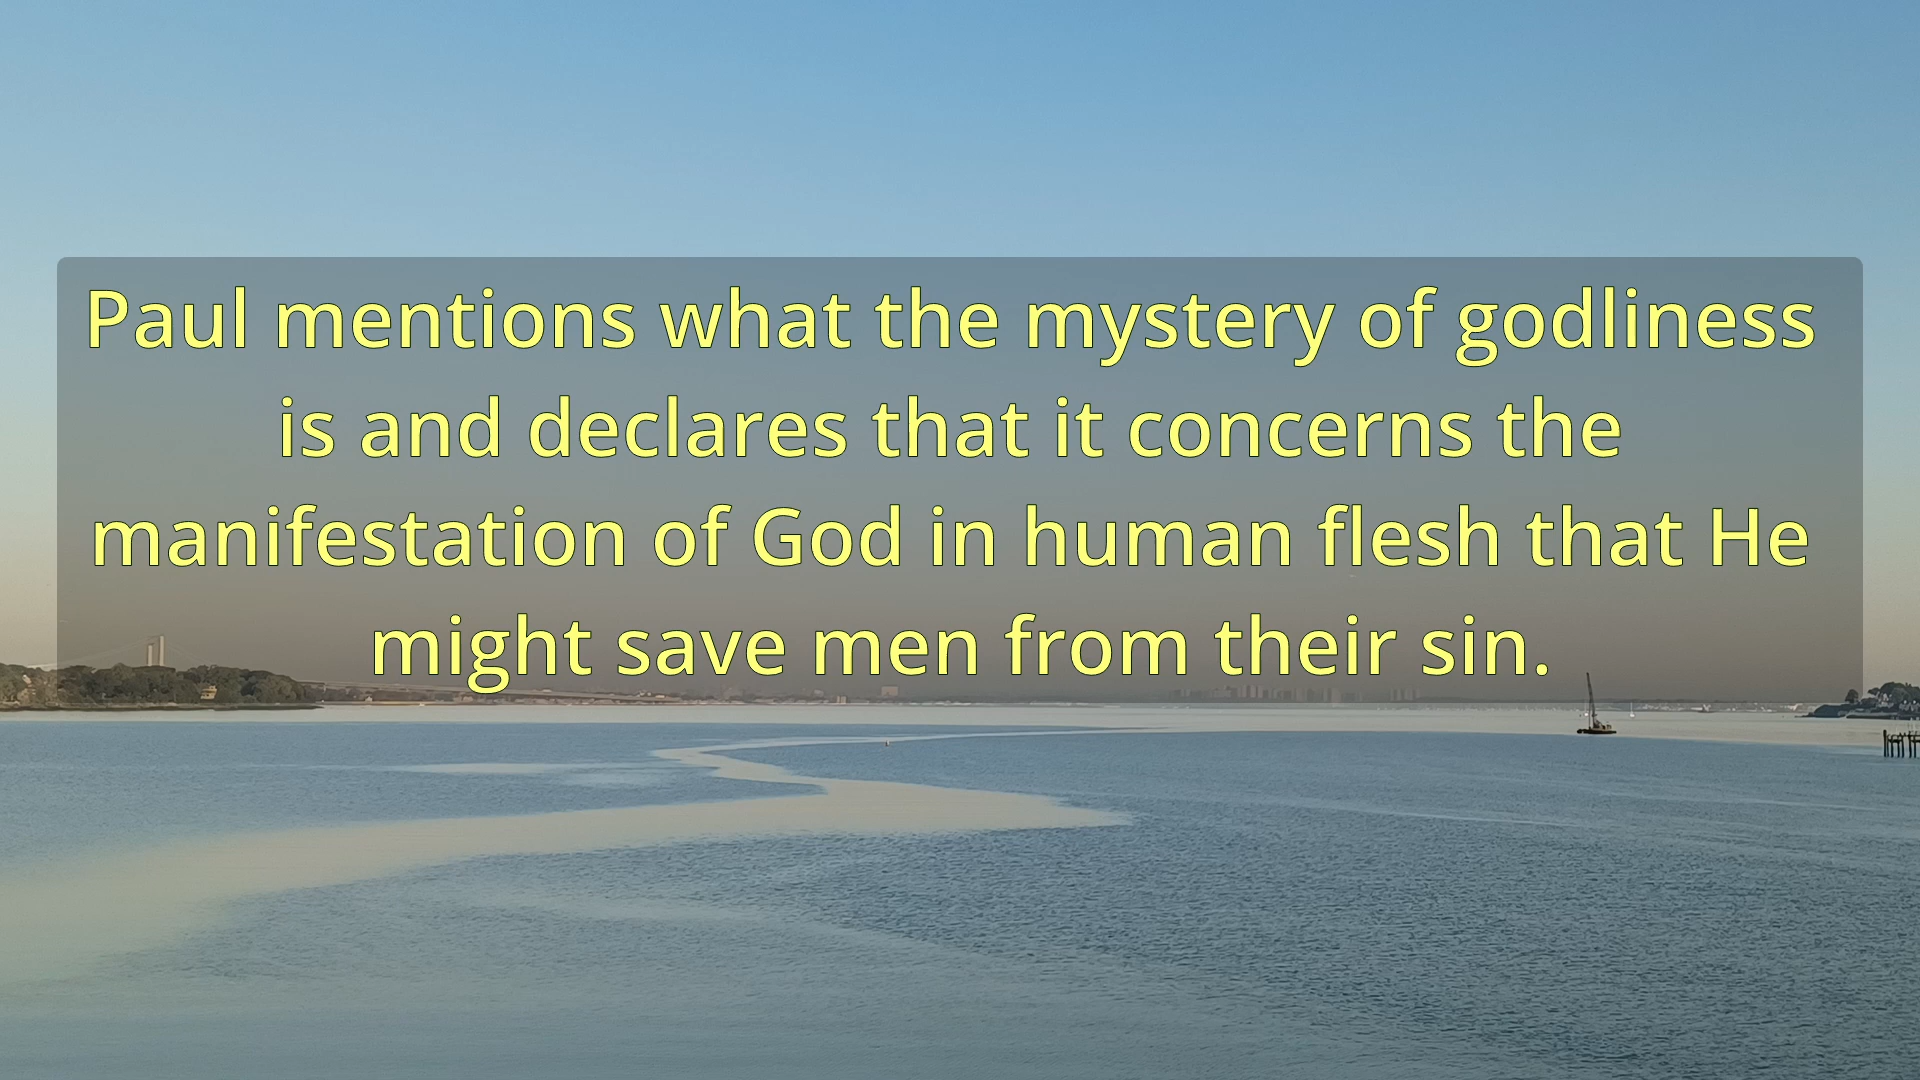 Paul mentions what the mystery of godliness
is and declares that it concerns the
manifestation of God in human flesh that He
might save men from their sin.